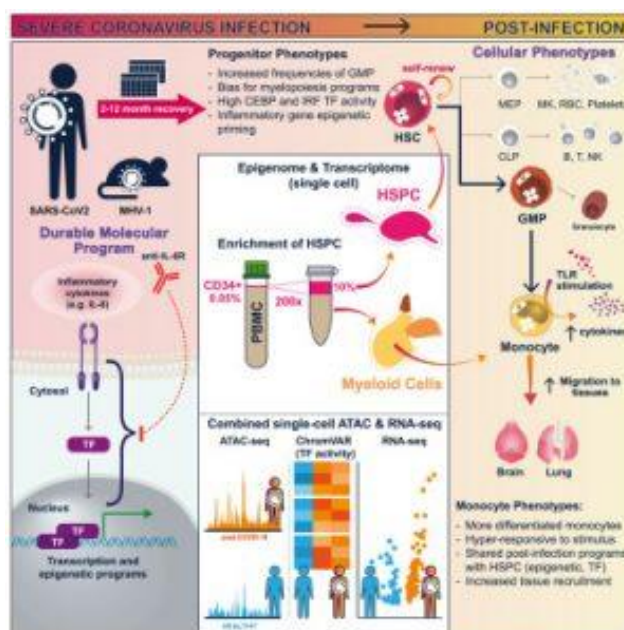 SEVERE CORONAVIRUS INFECTION
POST-INFECTION
Progenitor Phenotypes
- Increased frequencies of GMP
- Bias for myelopoiesis programs
- High CEBP and IRF TF activity
- Inflammatory gene epigenetic
priming
2-12 month recovery
SARS-CoV2
MHV-1
self-renew
HSC
Cellular Phenotypes
MEP
MK, RBC, Platelet
CLP
B, T, NK
GMP
Granulocyte
TLR
stimulation
↑ cytokines
Monocyte
↑ Migration to
tissues
Brain
Lung
Monocyte Phenotypes:
- More differentiated monocytes
- Hyper-responsive to stimulus
- Shared post-infection programs
with HSPC (epigenetic, TF)
- Increased tissue recruitment
Durable Molecular
Program
anti-IL-6R
Inflammatory
cytokines
(e.g. IL-6)
Cytosol
TF
Nucleus
TF
TF
Transcription and
epigenetic programs
Epigenome & Transcriptome
(single cell)
HSPC
Enrichment of HSPC
CD34+
0.05%
200x
10%
PBMC
Myeloid Cells
Combined single-cell ATAC & RNA-seq
ATAC-seq
ChromVAR
(TF activity)
RNA-seq